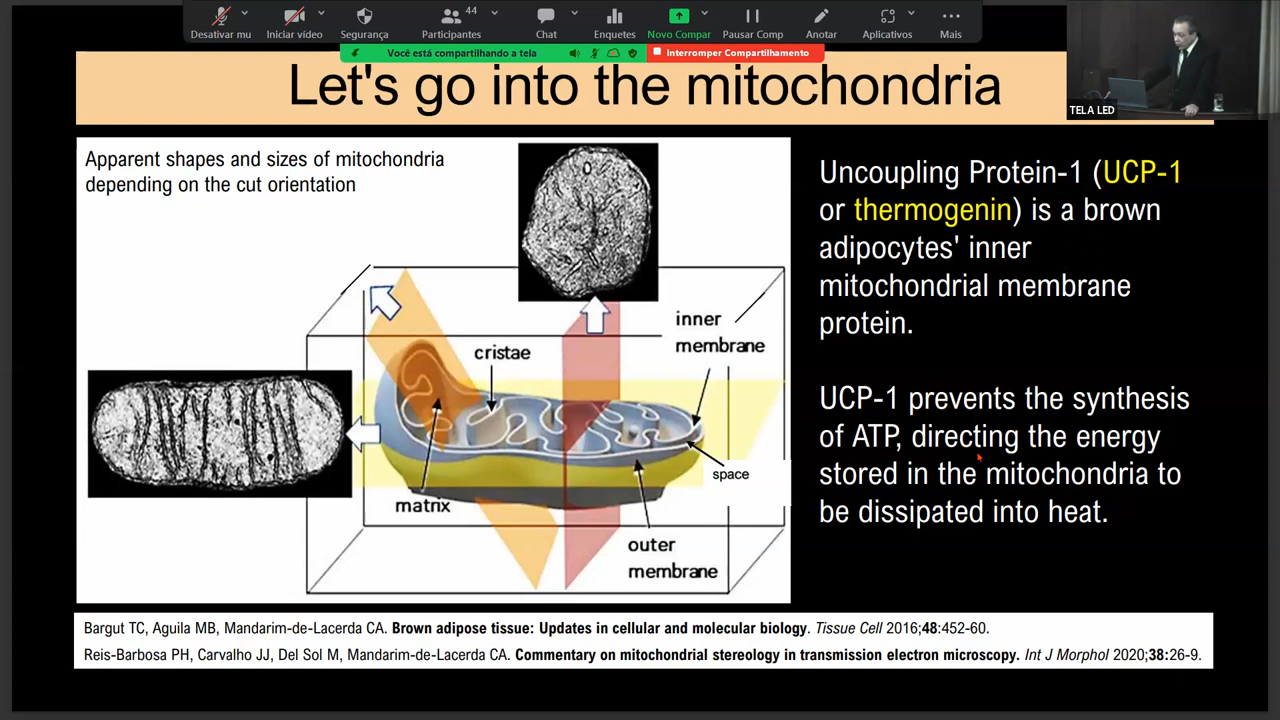 Desativar mu
Iniciar vídeo
Segurança
Participantes
44
Chat
Enquetes
Novo Compar
Pausar Comp
Anotar
Aplicativos
Mais
Você está compartilhando a tela
Interromper Compartilhamento
TELA LED
Let's go into the mitochondria
Apparent shapes and sizes of mitochondria
depending on the cut orientation
inner
membrane
cristae
space
matrix
outer
membrane
Uncoupling Protein-1 (UCP-1
or thermogenin) is a brown
adipocytes' inner
mitochondrial membrane
protein.
UCP-1 prevents the synthesis
of ATP, directing the energy
stored in the mitochondria to
be dissipated into heat.
Bargut TC, Aguila MB, Mandarim-de-Lacerda CA. Brown adipose tissue: Updates in cellular and molecular biology. Tissue Cell 2016;48:452-60.
Reis-Barbosa PH, Carvalho JJ, Del Sol M, Mandarim-de-Lacerda CA. Commentary on mitochondrial stereology in transmission electron microscopy. Int J Morphol 2020;38:26-9.